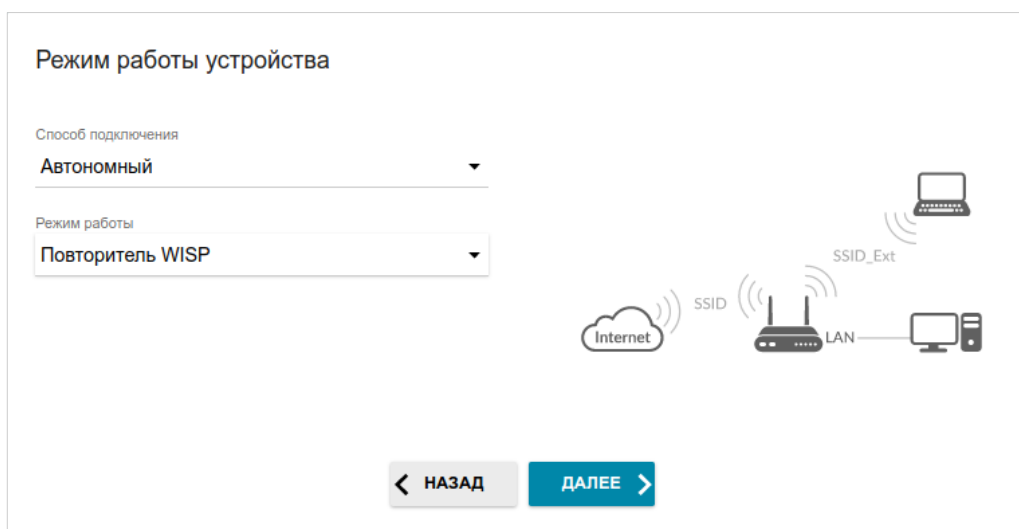 Режим работы устройства
Способ подключения
Автономный
Режим работы
Повторитель WISP
SSID_Ext
SSID
Internet
LAN
НАЗАД
ДАЛЕЕ